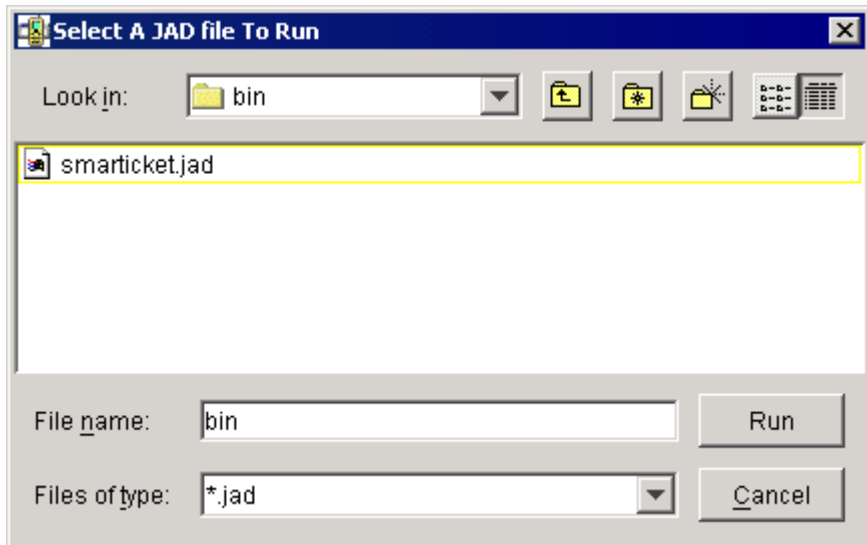 Select A JAD file To Run
Look in: bin
smarticket.jad
File name: bin Run
Files of type: *.jad Cancel